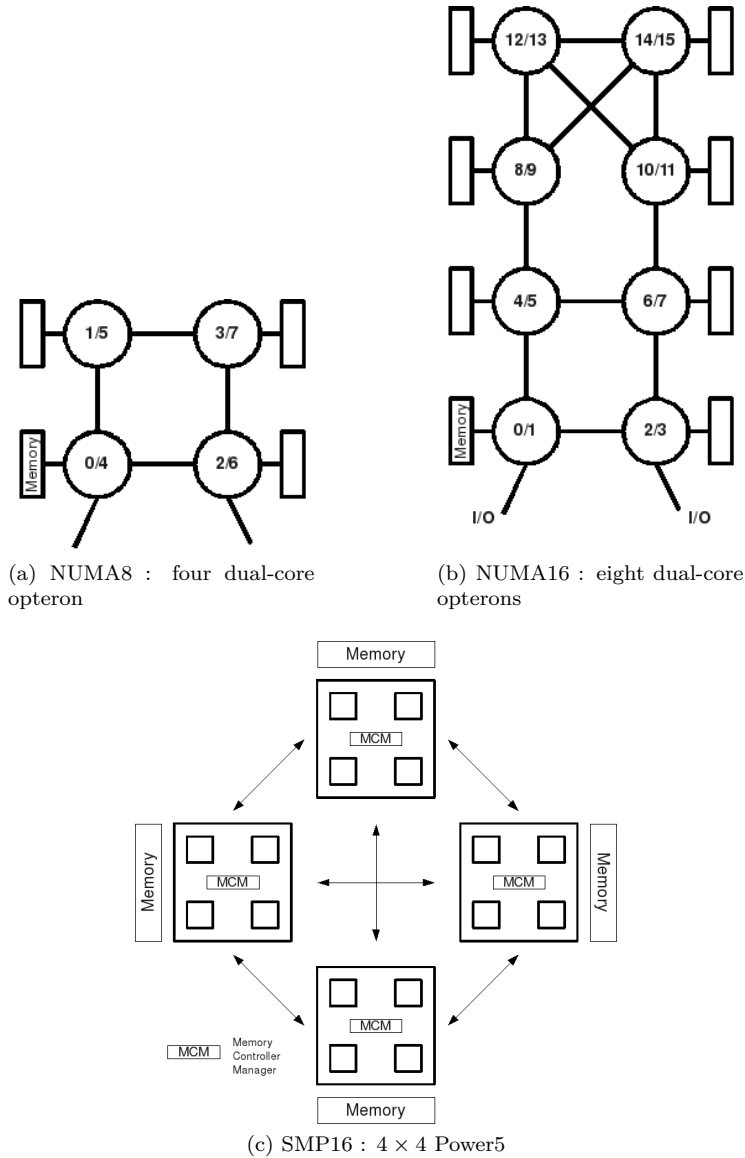 12/13 14/15
8/9 10/11
1/5 3/7 4/5 6/7
Memory 0/4 2/6 Memory 0/1 2/3
I/O I/O
(a) NUMA8 : four dual-core
opteron
(b) NUMA16 : eight dual-core
opterons
Memory
MCM
Memory MCM MCM Memory
MCM
MCM Memory
Controller
Manager
Memory
(c) SMP16 : 4 × 4 Power5